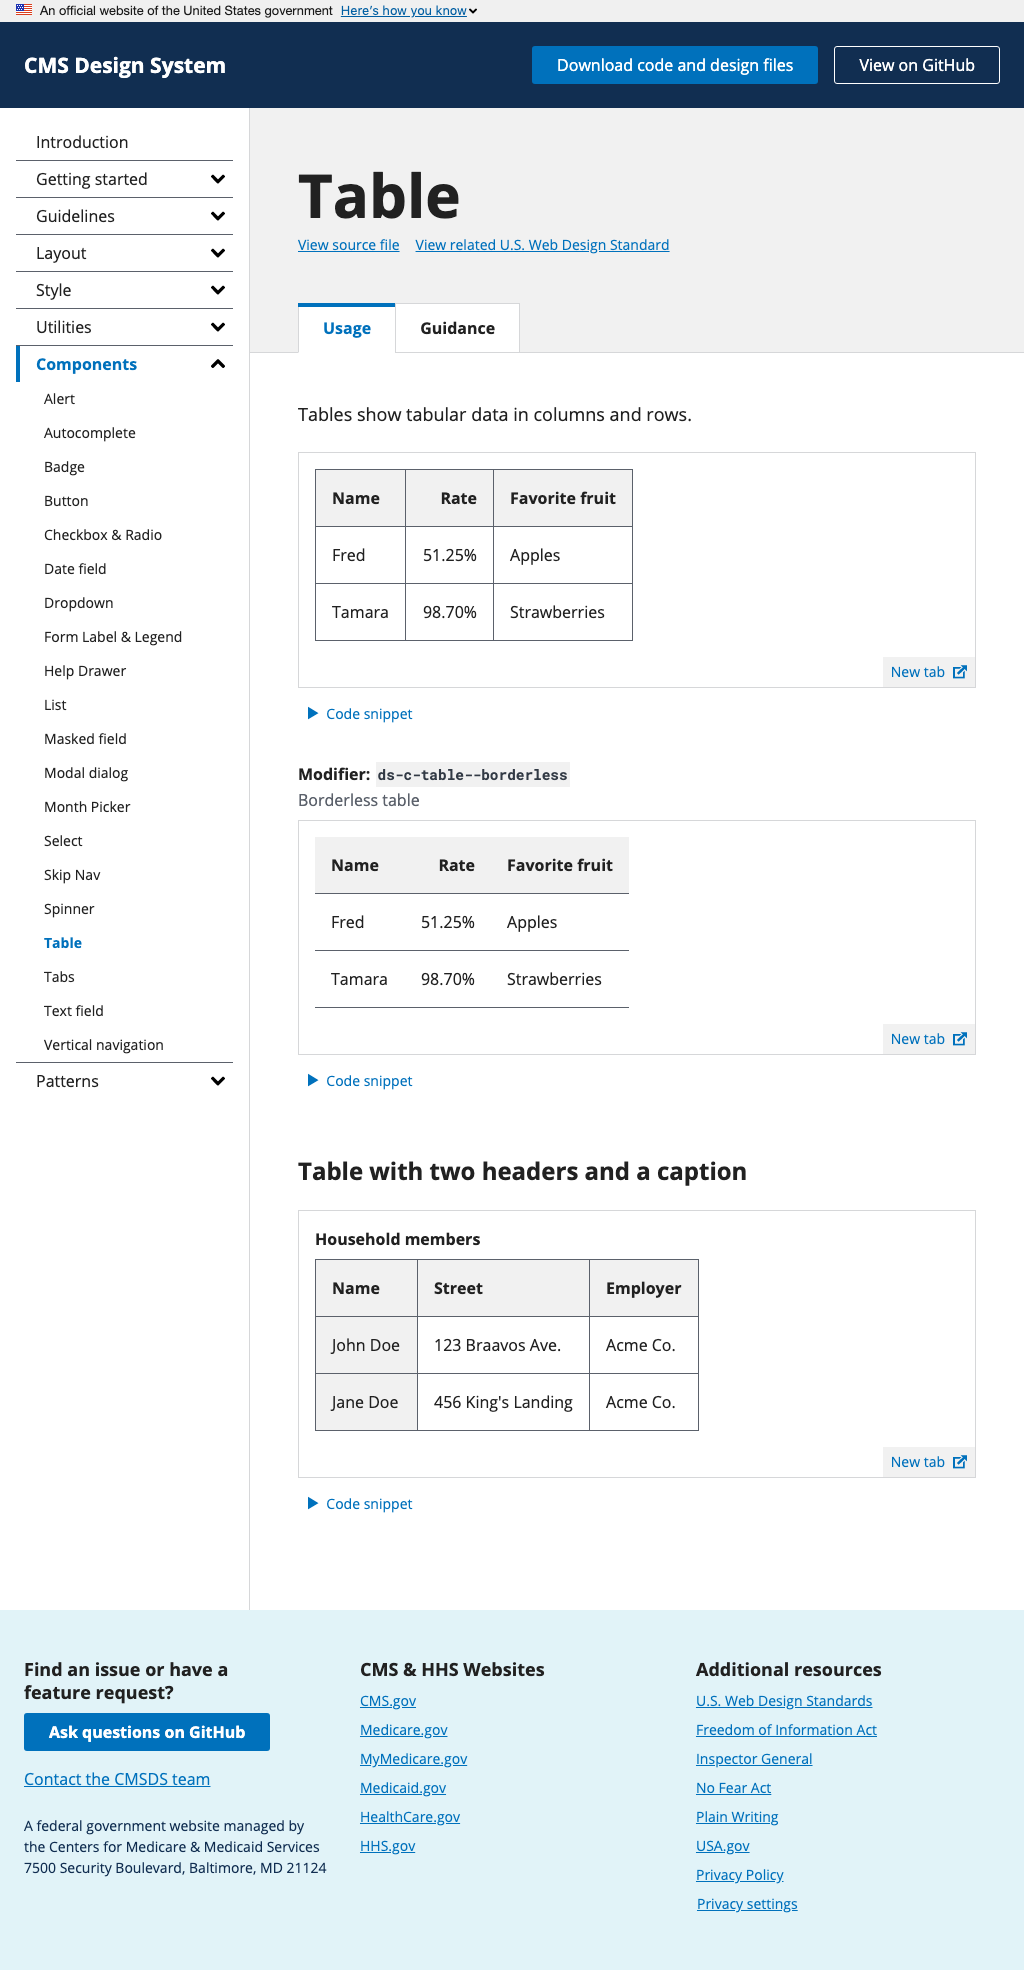 An official website of the United States government Here's how you know
CMS Design System
Download code and design files
View on GitHub
Introduction
Getting started
Guidelines
Layout
Style
Utilities
Components
Alert
Autocomplete
Badge
Button
Checkbox & Radio
Date field
Dropdown
Form Label & Legend
Help Drawer
List
Masked field
Modal dialog
Month Picker
Select
Skip Nav
Spinner
Table
Tabs
Text field
Vertical navigation
Patterns
Table
View source file View related U.S. Web Design Standard
Usage Guidance
Tables show tabular data in columns and rows.
Name Rate Favorite fruit
Fred 51.25% Apples
Tamara 98.70% Strawberries
New tab
Code snippet
Modifier: ds-c-table--borderless
Borderless table
Name Rate Favorite fruit
Fred 51.25% Apples
Tamara 98.70% Strawberries
New tab
Code snippet
Table with two headers and a caption
Household members
Name Street Employer
John Doe 123 Braavos Ave. Acme Co.
Jane Doe 456 King's Landing Acme Co.
New tab
Code snippet
Find an issue or have a
feature request?
Ask questions on GitHub
Contact the CMSDS team
A federal government website managed by
the Centers for Medicare & Medicaid Services
7500 Security Boulevard, Baltimore, MD 21124
CMS & HHS Websites
CMS.gov
Medicare.gov
MyMedicare.gov
Medicaid.gov
HealthCare.gov
HHS.gov
Additional resources
U.S. Web Design Standards
Freedom of Information Act
Inspector General
No Fear Act
Plain Writing
USA.gov
Privacy Policy
Privacy settings